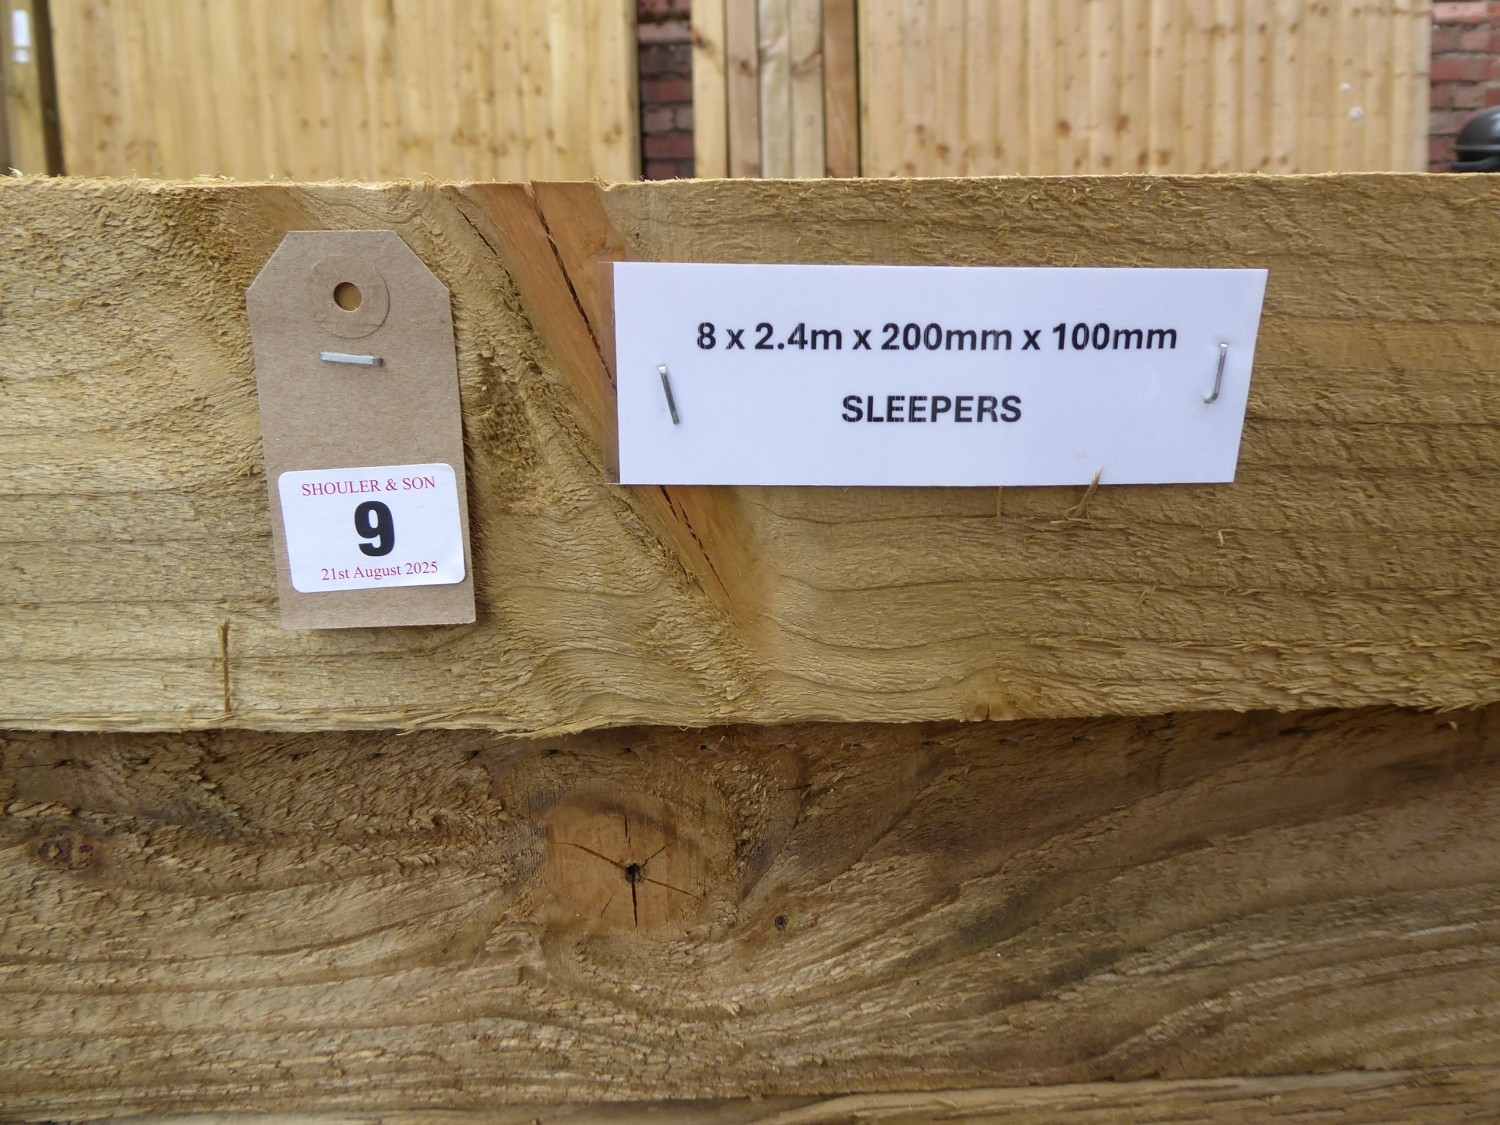 8 x 2.4m x 200mm x 100mm
SLEEPERS
SHOULER & SON
9
21st August 2025